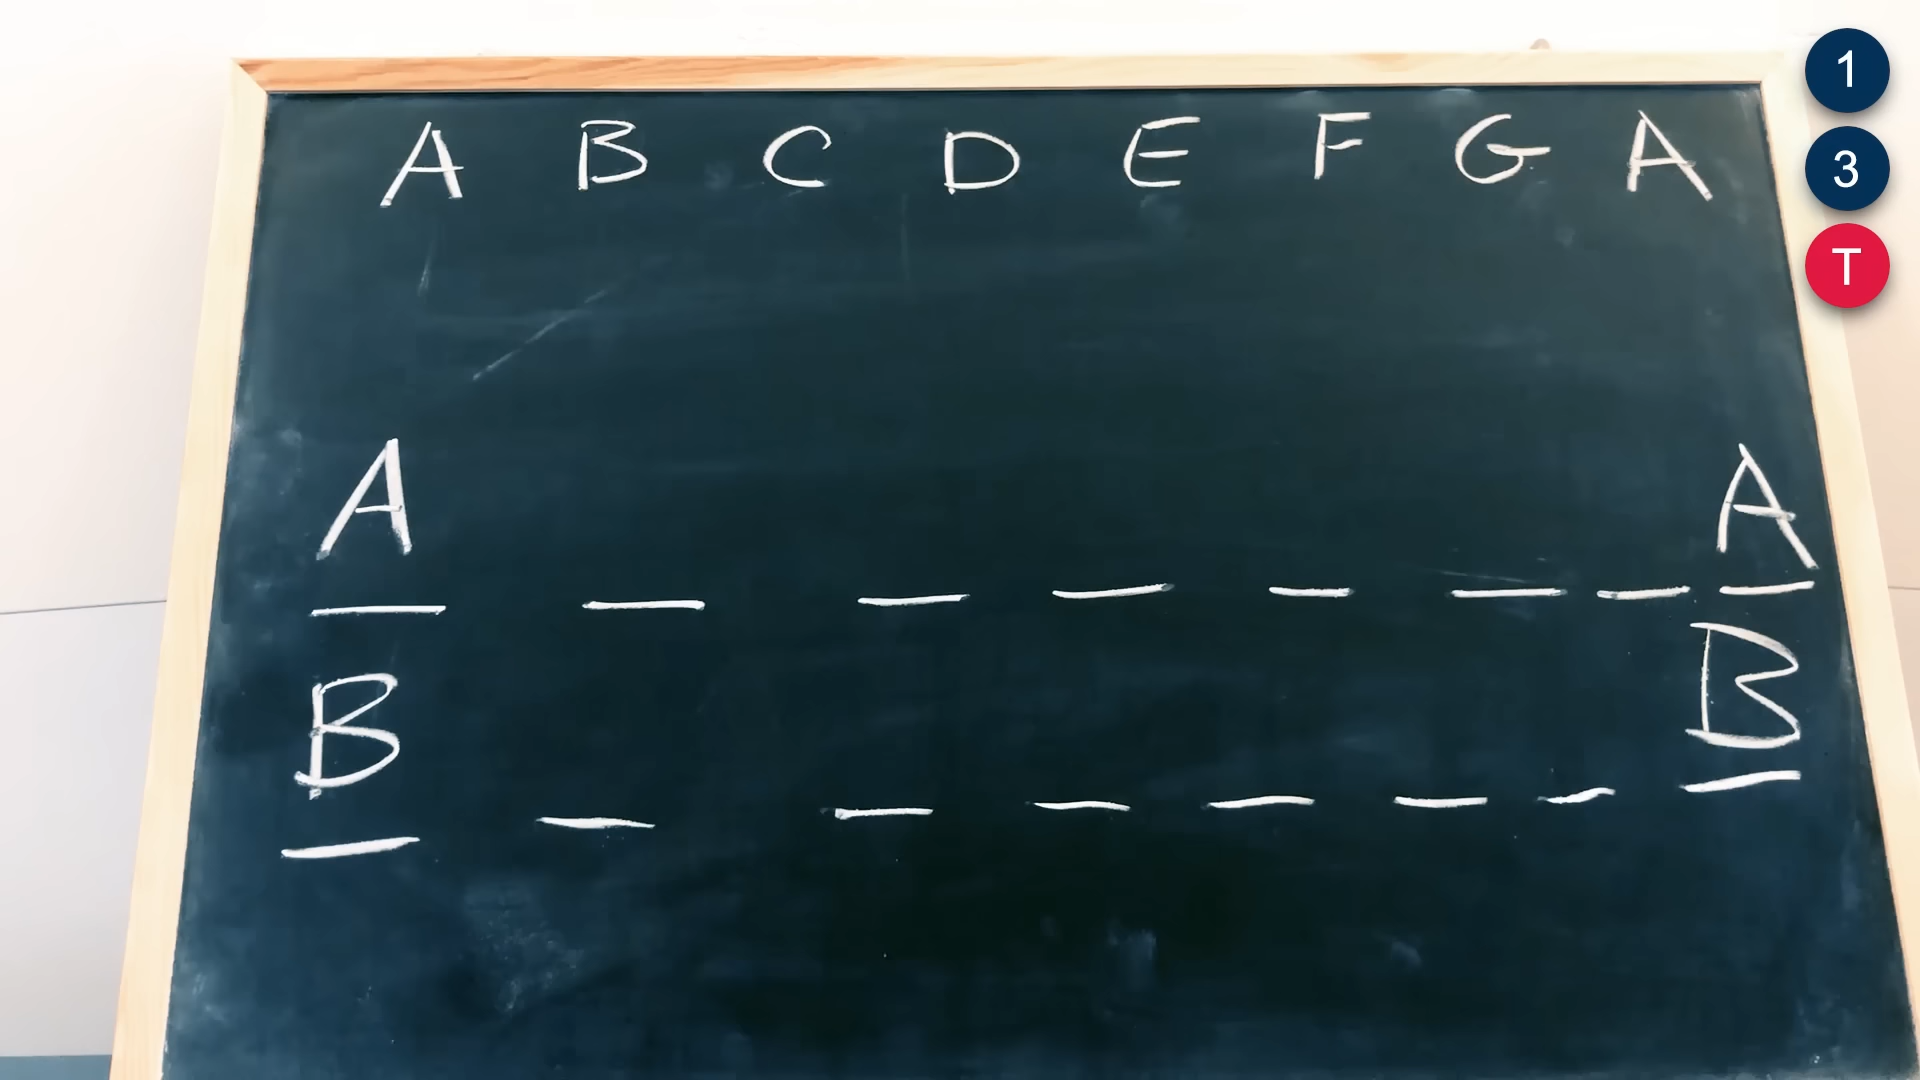 A B C D E F G A
A _ _ _ _ _ _ A
B _ _ _ _ _ _ B
1
3
T